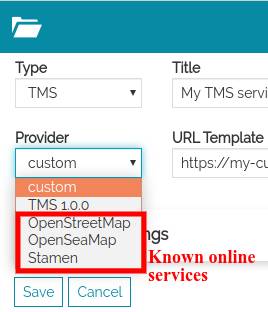 Type Title
TMS My TMS servi
Provider URL Template
custom https://my-cu
custom
TMS 1.0.0
OpenStreetMap
OpenSeaMap ngs
Stamen Known online
services
Save Cancel